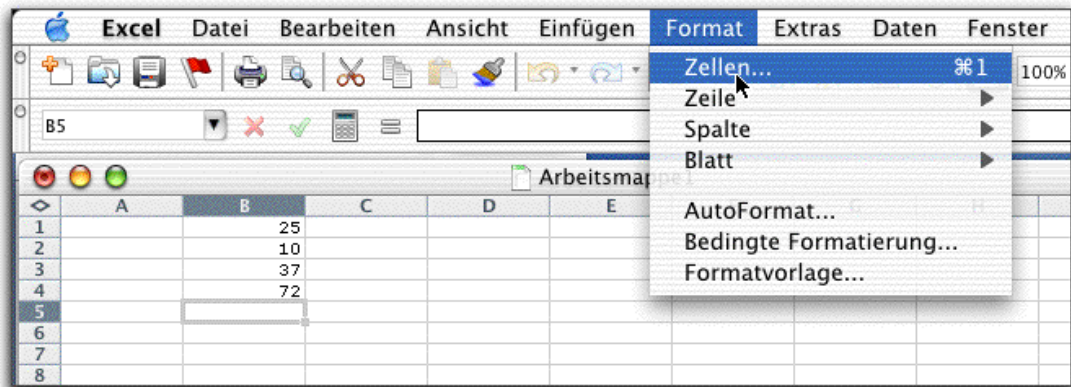 Excel Datei Bearbeiten Ansicht Einfügen Format Extras Daten Fenster
Zellen... ⌘1 100%
Zeile
B5
Spalte
Blatt
Arbeitsmappe1
A B C D E G H
AutoFormat...
Bedingte Formatierung...
Formatvorlage...
1 25
2 10
3 37
4 72
5
6
7
8